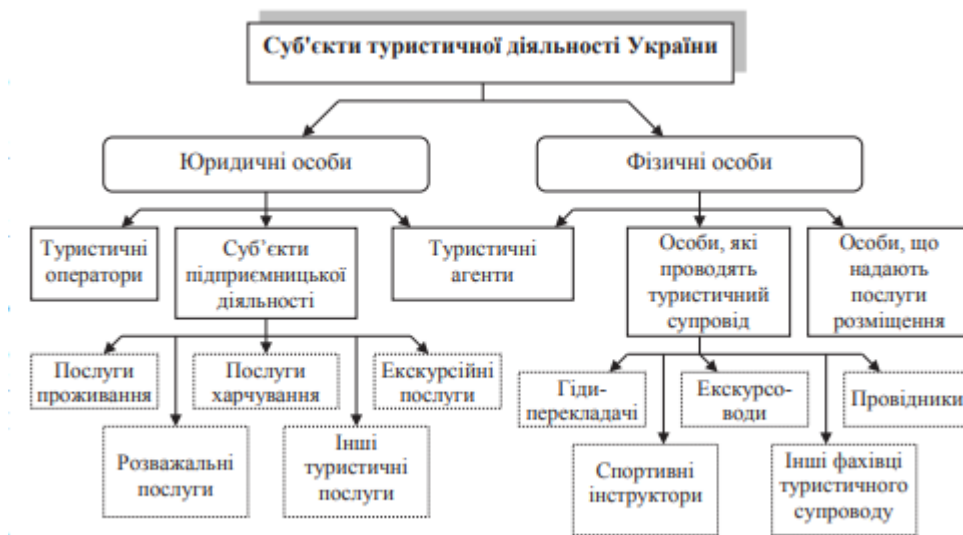 Суб'єкти туристичної діяльності України
Юридичні особи
Фізичні особи
Туристичні
оператори
Суб’єкти
підприємницької
діяльності
Туристичні
агенти
Особи, які
проводять
туристичний
супровід
Особи, що
надають
послуги
розміщення
Послуги
проживання
Послуги
харчування
Екскурсійні
послуги
Гіди-
перекладачі
Екскурсо-
води
Провідники
Розважальні
послуги
Інші
туристичні
послуги
Спортивні
інструктори
Інші фахівці
туристичного
супроводу